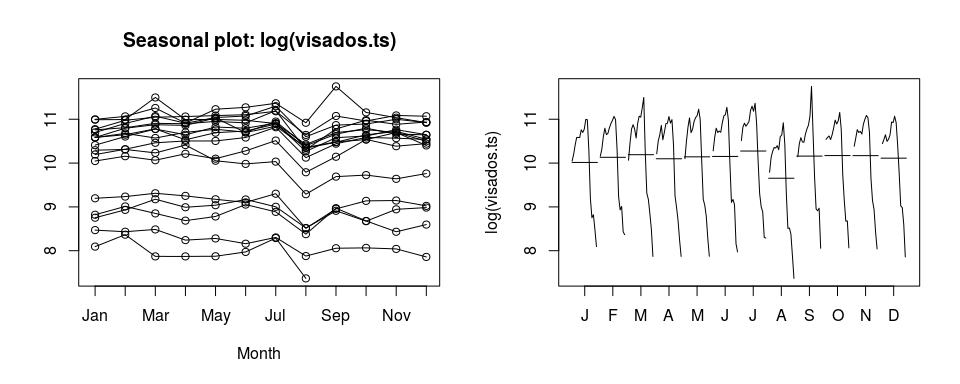 Seasonal plot: log(visados.ts)
11
10
9
8
Jan Mar May Jul Sep Nov
Month
log(visados.ts)
11
10
9
8
J F M A M J J A S O N D